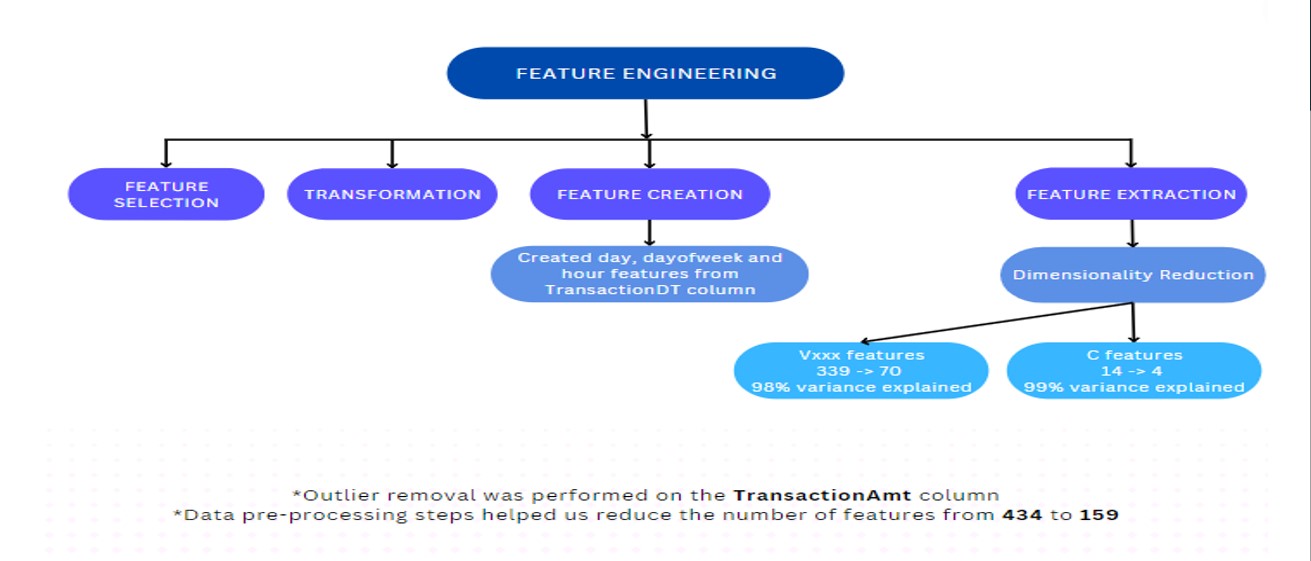 FEATURE ENGINEERING
FEATURE
SELECTION
TRANSFORMATION
FEATURE CREATION
FEATURE EXTRACTION
Created day, dayofweek and
hour features from
TransactionDT column
Dimensionality Reduction
Vxxx features
339 -> 70
98% variance explained
C features
14 -> 4
99% variance explained
*Outlier removal was performed on the TransactionAmt column
*Data pre-processing steps helped us reduce the number of features from 434 to 159